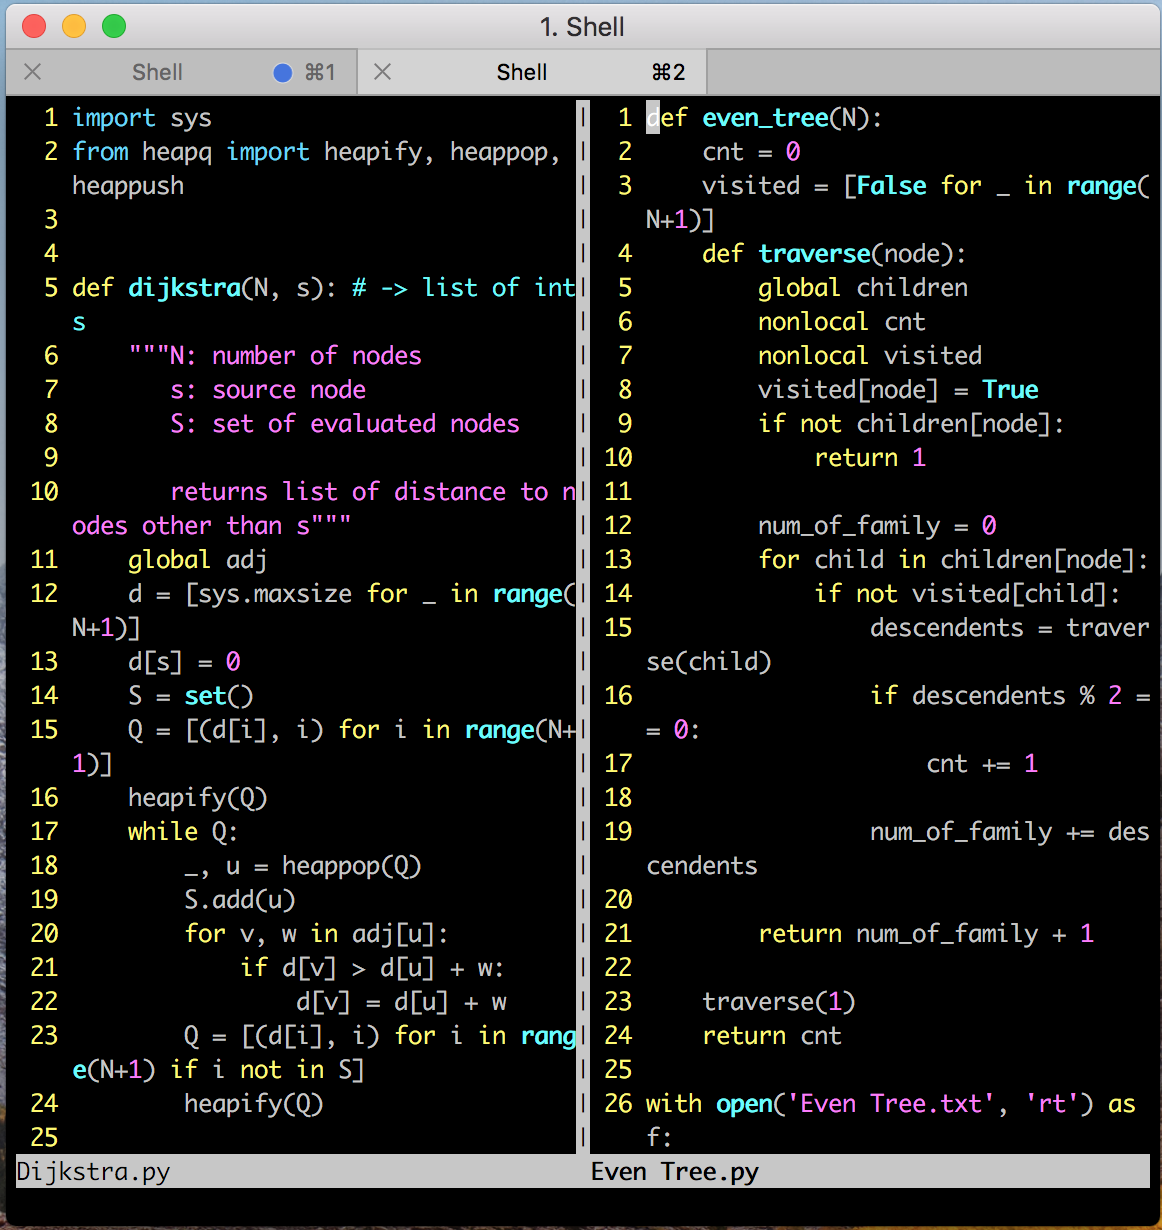 1. Shell
Shell ⌘1
Shell ⌘2
1 import sys
2 from heapq import heapify, heappop,
heappush
3
4
5 def dijkstra(N, s): # -> list of int
s
6     """N: number of nodes
7        s: source node
8        S: set of evaluated nodes
9
10        returns list of distance to n
odes other than s"""
11     global adj
12     d = [sys.maxsize for _ in range(
N+1)]
13     d[s] = 0
14     S = set()
15     Q = [(d[i], i) for i in range(N+
1)]
16     heapify(Q)
17     while Q:
18         _, u = heappop(Q)
19         S.add(u)
20         for v, w in adj[u]:
21             if d[v] > d[u] + w:
22                 d[v] = d[u] + w
23         Q = [(d[i], i) for i in rang
e(N+1) if i not in S]
24         heapify(Q)
25
Dijkstra.py
1 def even_tree(N):
2     cnt = 0
3     visited = [False for _ in range(
N+1)]
4     def traverse(node):
5         global children
6         nonlocal cnt
7         nonlocal visited
8         visited[node] = True
9         if not children[node]:
10             return 1
11
12         num_of_family = 0
13         for child in children[node]:
14             if not visited[child]:
15                 descendents = traver
se(child)
16                 if descendents % 2 =
= 0:
17                     cnt += 1
18
19                 num_of_family += des
cendents
20
21         return num_of_family + 1
22
23     traverse(1)
24     return cnt
25
26 with open('Even Tree.txt', 'rt') as
f:
Even Tree.py